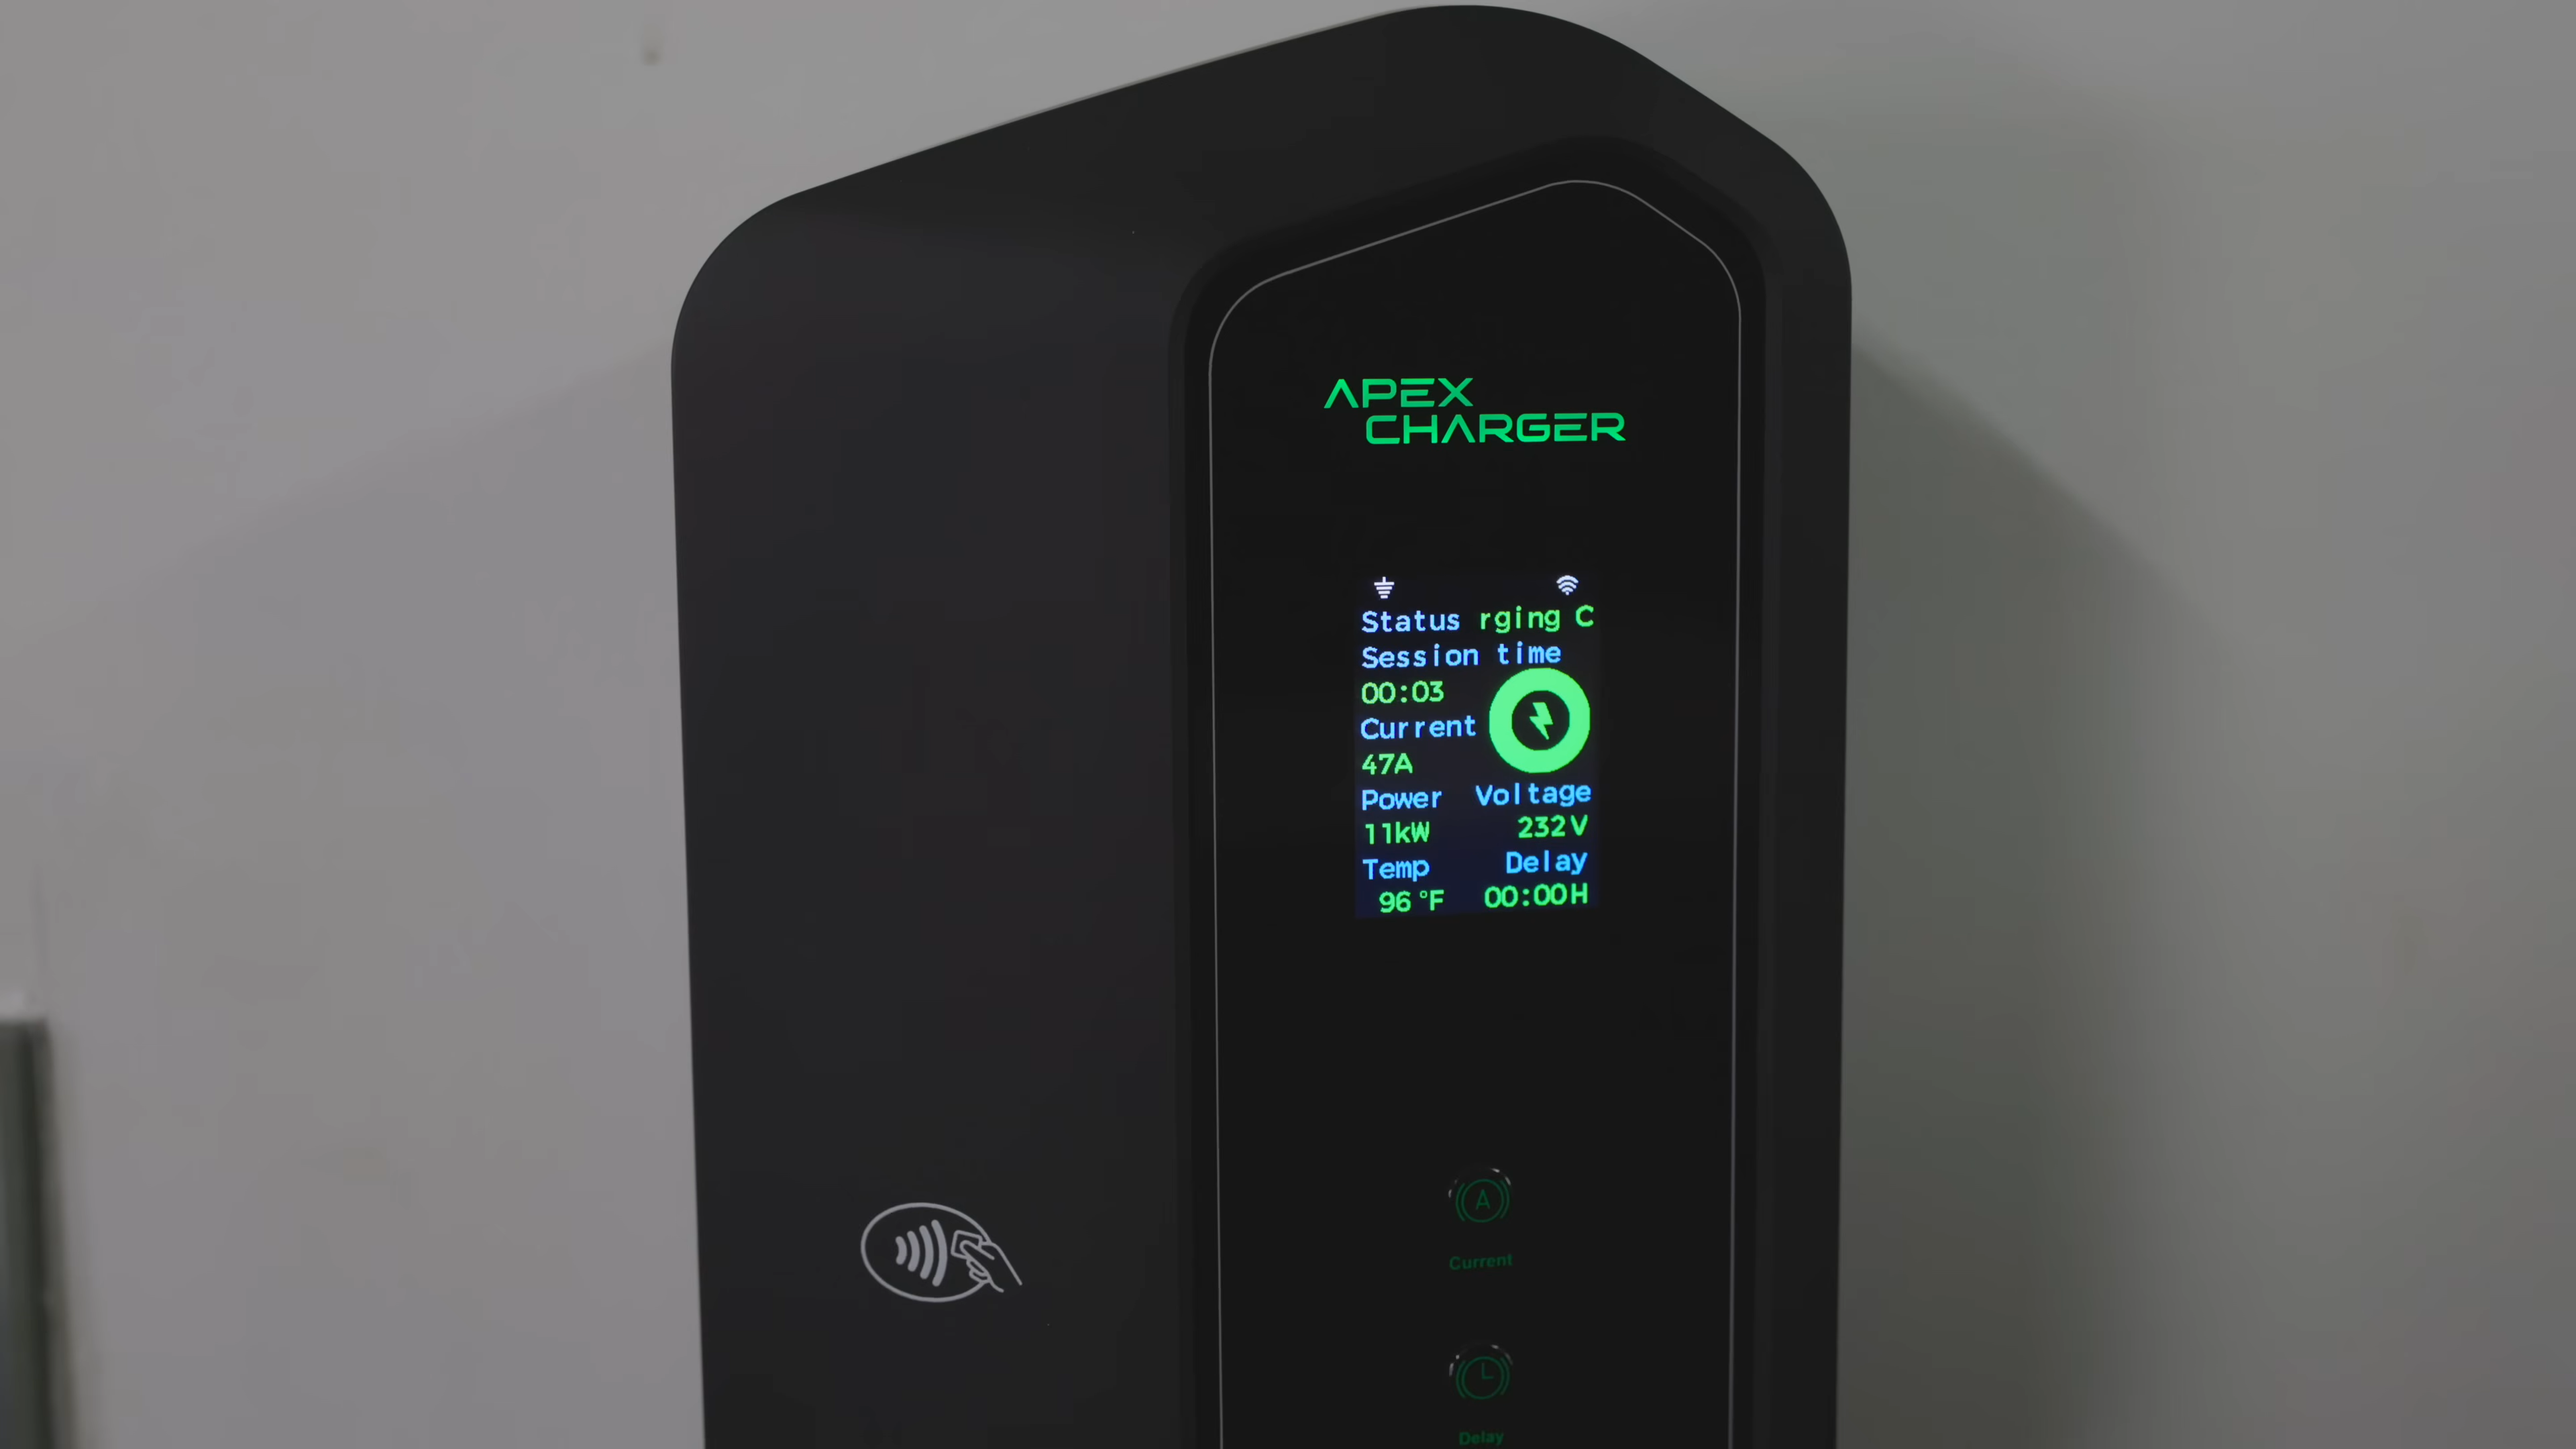 APEX
CHARGER
Status rging C
Session time
00:03
Current
47A
Power Voltage
11kW 232V
Temp Delay
96 °F 00:00H
A
Current
Delay